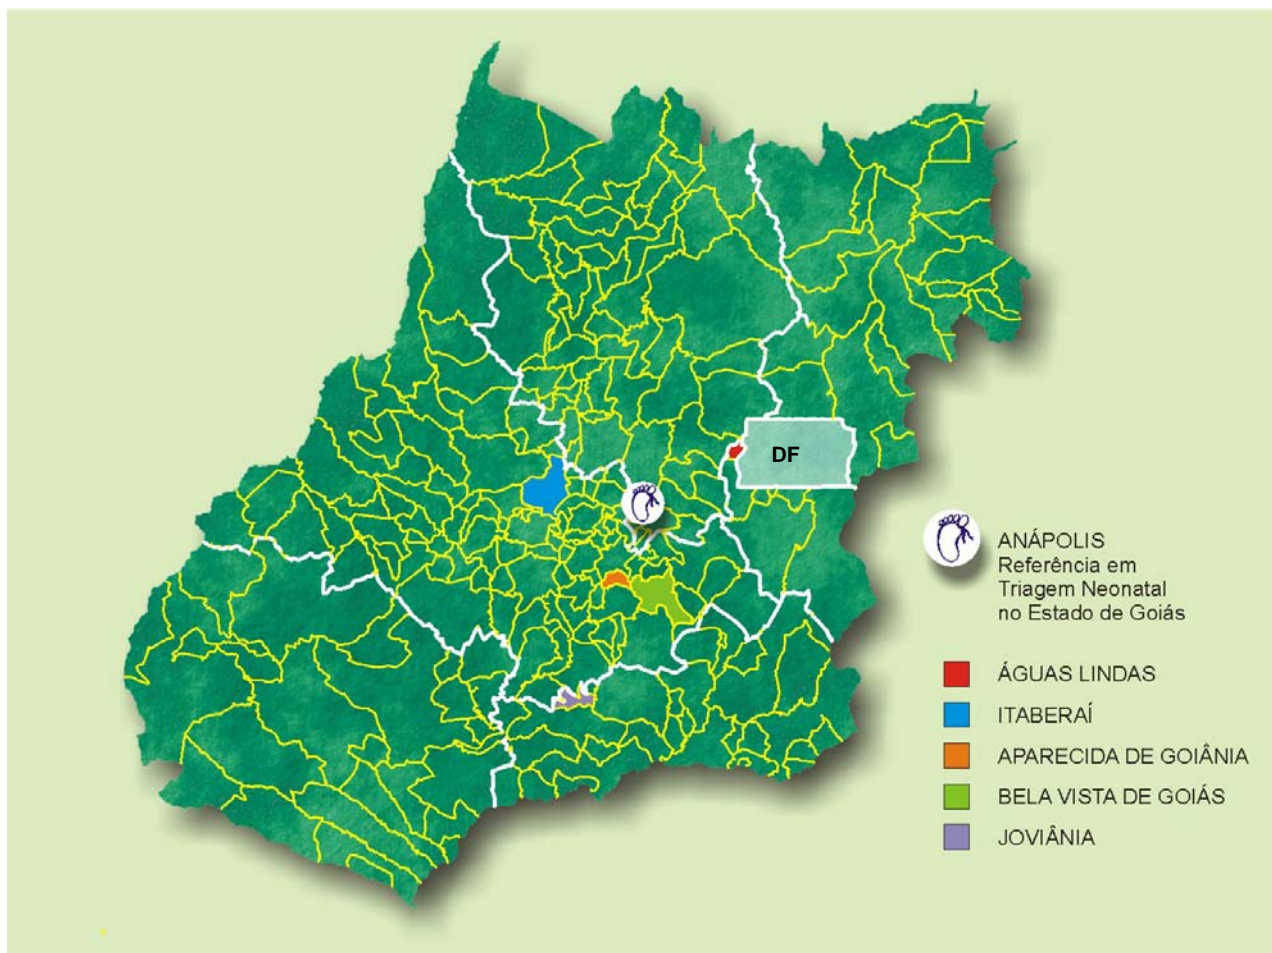 DF
ANÁPOLIS
Referência em
Triagem Neonatal
no Estado de Goiás
ÁGUAS LINDAS
ITABERAÍ
APARECIDA DE GOIÂNIA
BELA VISTA DE GOIÁS
JOVIÂNIA